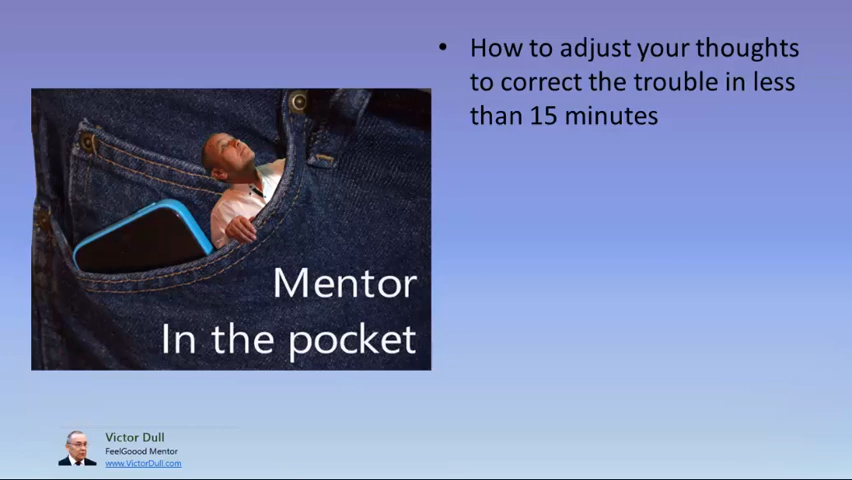 • How to adjust your thoughts
to correct the trouble in less
than 15 minutes
Mentor
In the pocket
Victor Dull
FeelGoood Mentor
www.VictorDull.com